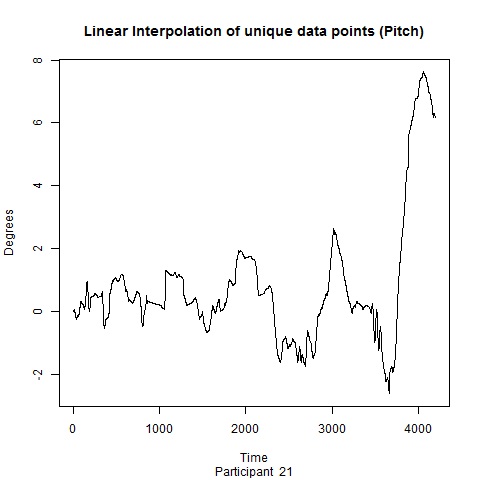 Linear Interpolation of unique data points (Pitch)
Degrees
8
6
4
2
0
-2
0 1000 2000 3000 4000
Time
Participant 21